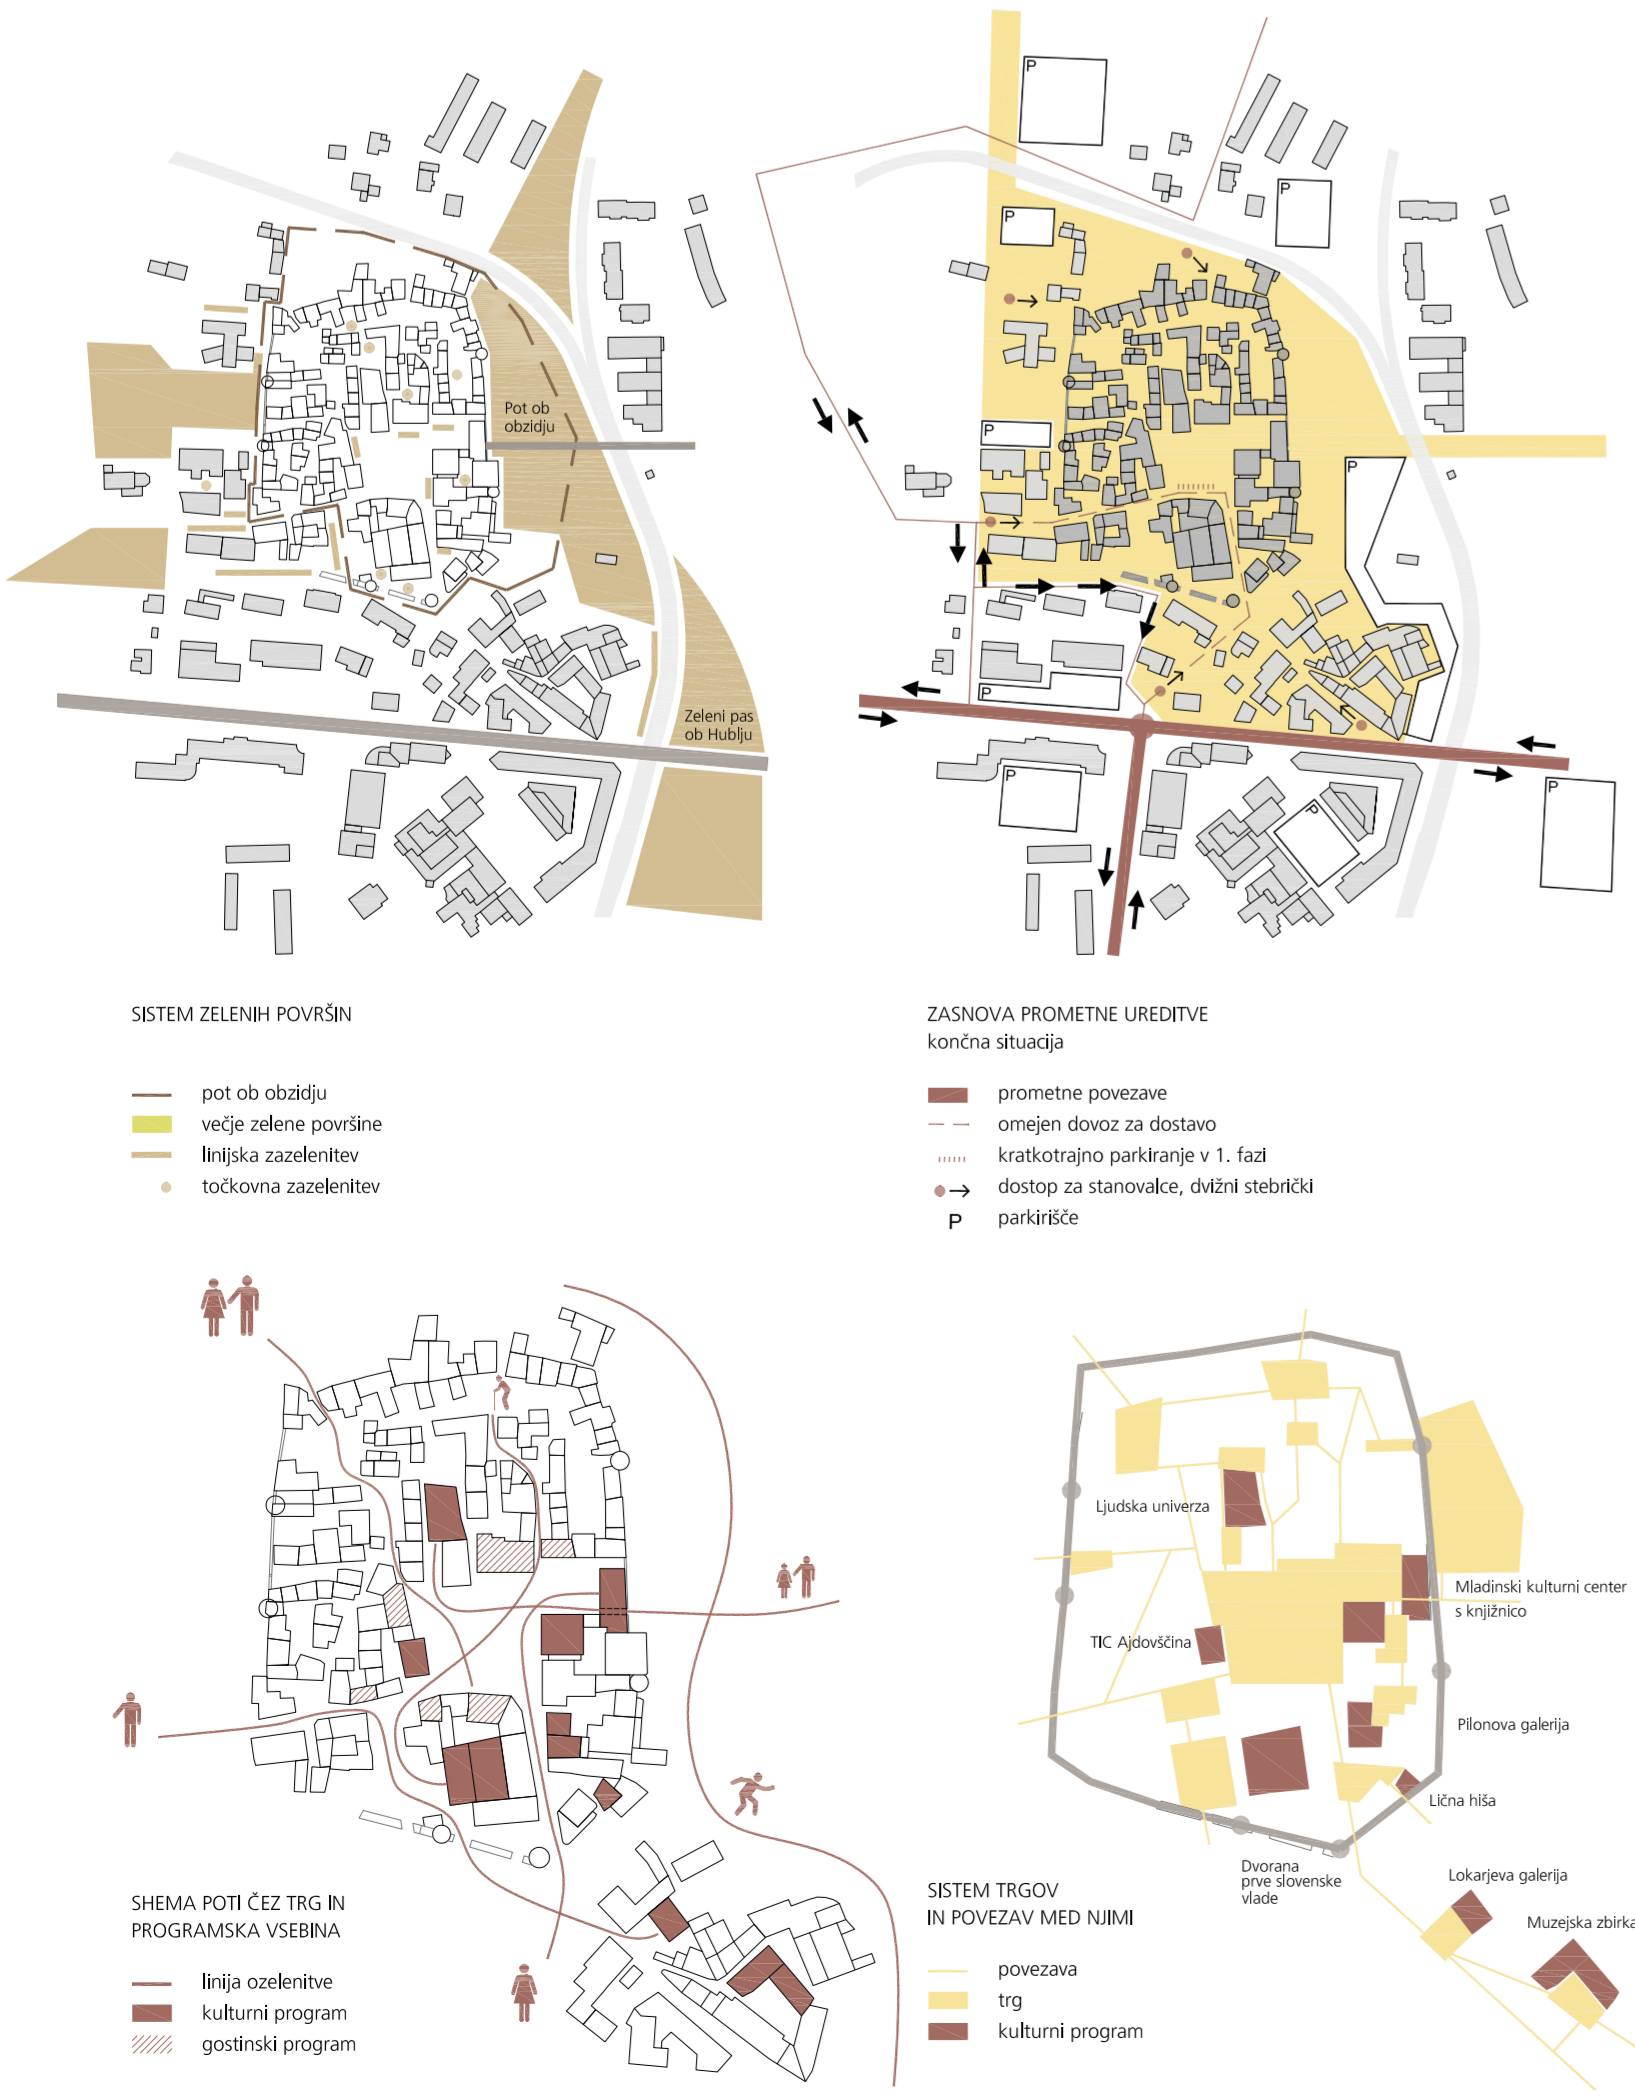 P
P
P
P
P
P
P
P
P
Pot ob
obzidju
Zeleni pas
ob Hublju
SISTEM ZELENIH POVRŠIN
pot ob obzidju
večje zelene površine
linijska zazelenitev
točkovna zazelenitev
ZASNOVA PROMETNE UREDITVE
končna situacija
prometne povezave
omejen dovoz za dostavo
kratkotrajno parkiranje v 1. fazi
dostop za stanovalce, dvižni stebrički
P parkirišče
SHEMA POTI ČEZ TRG IN
PROGRAMSKA VSEBINA
linija ozelenitve
kulturni program
gostinski program
Ljudska univerza
Mladinski kulturni center
s knjižnico
TIC Ajdovščina
Pilonova galerija
Lična hiša
Dvorana
prve slovenske
vlade
Lokarjeva galerija
Muzejska zbirka
SISTEM TRGOV
IN POVEZAV MED NJIMI
povezava
trg
kulturni program